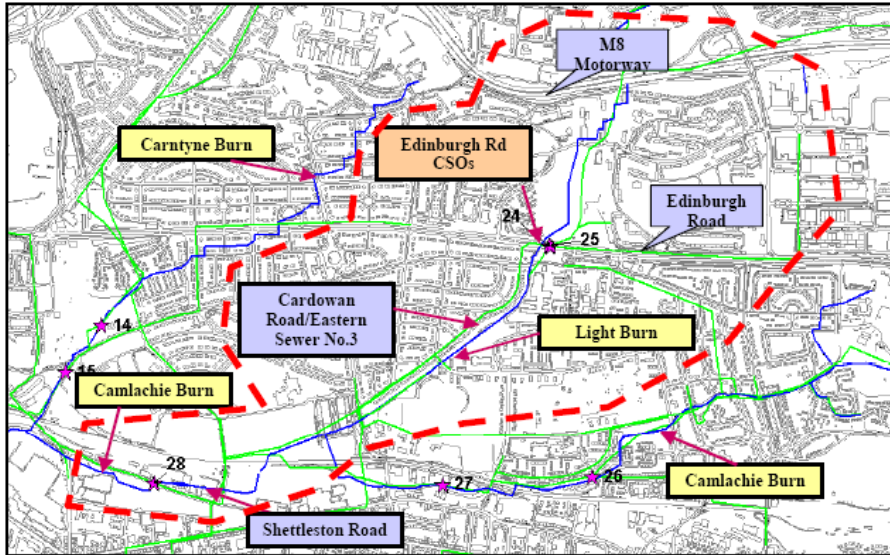 M8
Motorway
Carntyne Burn
Edinburgh Rd
CSOs
Edinburgh
Road
24
25
Cardowan
Road/Eastern
Sewer No.3
Light Burn
14
15
Camlachie Burn
28
27
26
Camlachie Burn
Shettleston Road